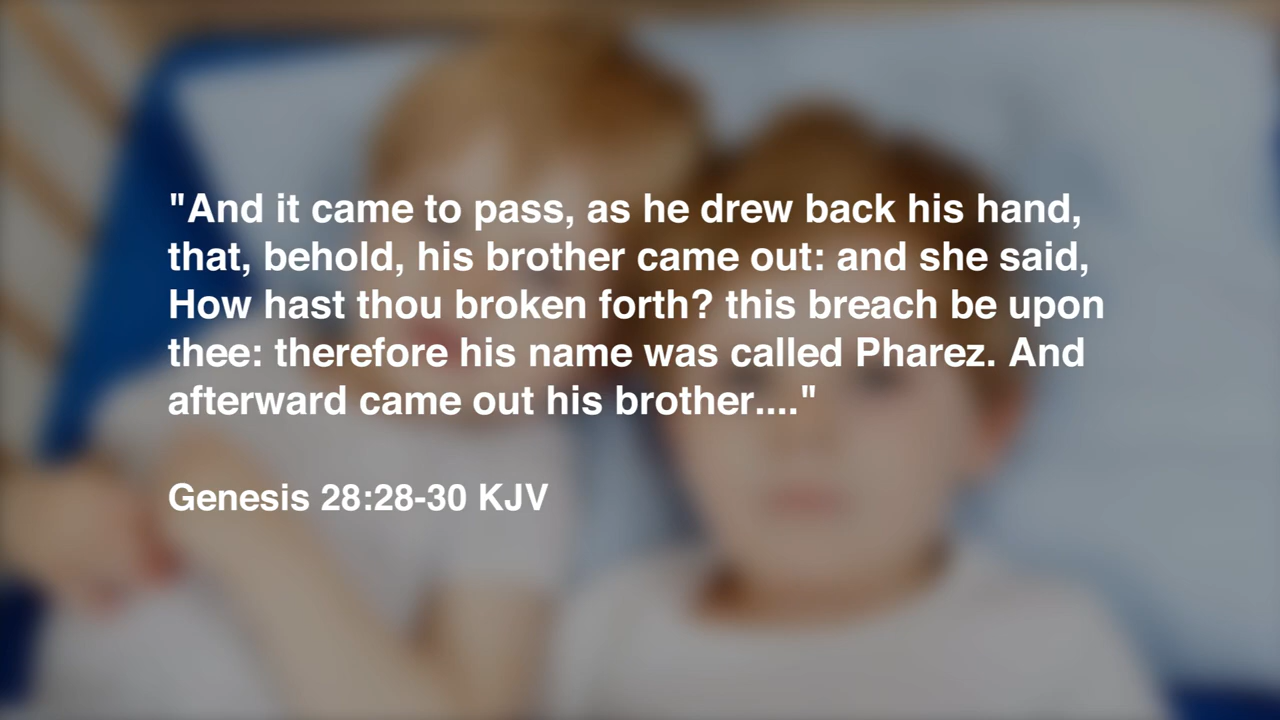 "And it came to pass, as he drew back his hand,
that, behold, his brother came out: and she said,
How hast thou broken forth? this breach be upon
thee: therefore his name was called Pharez. And
afterward came out his brother...."
Genesis 28:28-30 KJV